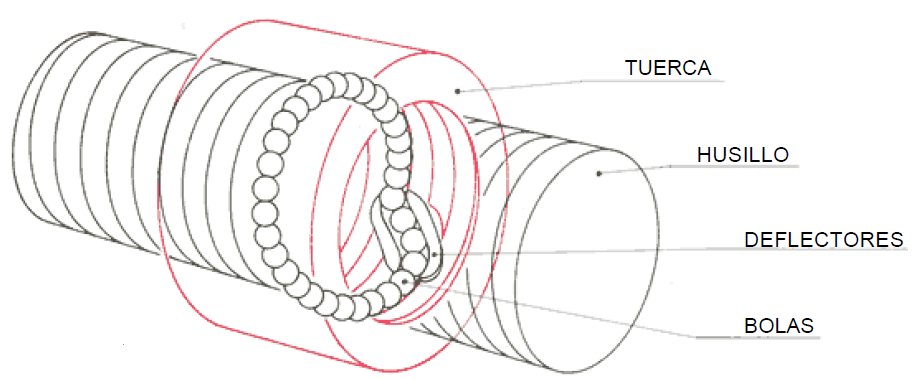 TUERCA
HUSILLO
DEFLECTORES
BOLAS